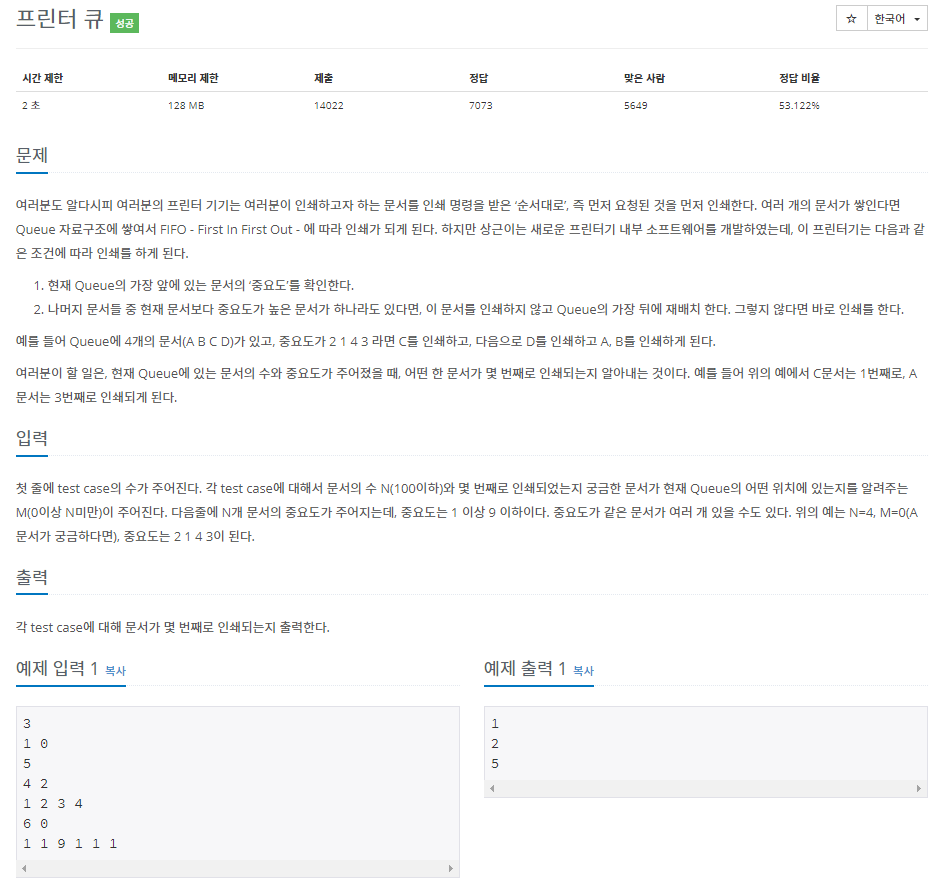 프린터 큐 성공
☆ 한국어
시간 제한 메모리 제한 제출 정답 맞은 사람 정답 비율
2 초 128 MB 14022 7073 5649 53.122%
문제
여러분도 알다시피 여러분의 프린터 기기는 여러분이 인쇄하고자 하는 문서를 인쇄 명령을 받은 ‘순서대로’, 즉 먼저 요청된 것을 먼저 인쇄한다. 여러 개의 문서가 쌓인다면
Queue 자료구조에 쌓여서 FIFO - First In First Out - 에 따라 인쇄가 되게 된다. 하지만 상근이는 새로운 프린터기 내부 소프트웨어를 개발하였는데, 이 프린터기는 다음과 같
은 조건에 따라 인쇄를 하게 된다.
1. 현재 Queue의 가장 앞에 있는 문서의 ‘중요도’를 확인한다.
2. 나머지 문서들 중 현재 문서보다 중요도가 높은 문서가 하나라도 있다면, 이 문서를 인쇄하지 않고 Queue의 가장 뒤에 재배치 한다. 그렇지 않다면 바로 인쇄를 한다.
예를 들어 Queue에 4개의 문서(A B C D)가 있고, 중요도가 2 1 4 3 라면 C를 인쇄하고, 다음으로 D를 인쇄하고 A, B를 인쇄하게 된다.
여러분이 할 일은, 현재 Queue에 있는 문서의 수와 중요도가 주어졌을 때, 어떤 한 문서가 몇 번째로 인쇄되는지 알아내는 것이다. 예를 들어 위의 예에서 C문서는 1번째로, A
문서는 3번째로 인쇄되게 된다.
입력
첫 줄에 test case의 수가 주어진다. 각 test case에 대해서 문서의 수 N(100이하)와 몇 번째로 인쇄되었는지 궁금한 문서가 현재 Queue의 어떤 위치에 있는지를 알려주는
M(0이상 N미만)이 주어진다. 다음줄에 N개 문서의 중요도가 주어지는데, 중요도는 1 이상 9 이하이다. 중요도가 같은 문서가 여러 개 있을 수도 있다. 위의 예는 N=4, M=0(A
문서가 궁금하다면), 중요도는 2 1 4 3이 된다.
출력
각 test case에 대해 문서가 몇 번째로 인쇄되는지 출력한다.
예제 입력 1 복사
3
1 0
5
4 2
1 2 3 4
6 0
1 1 9 1 1 1
예제 출력 1 복사
1
2
5